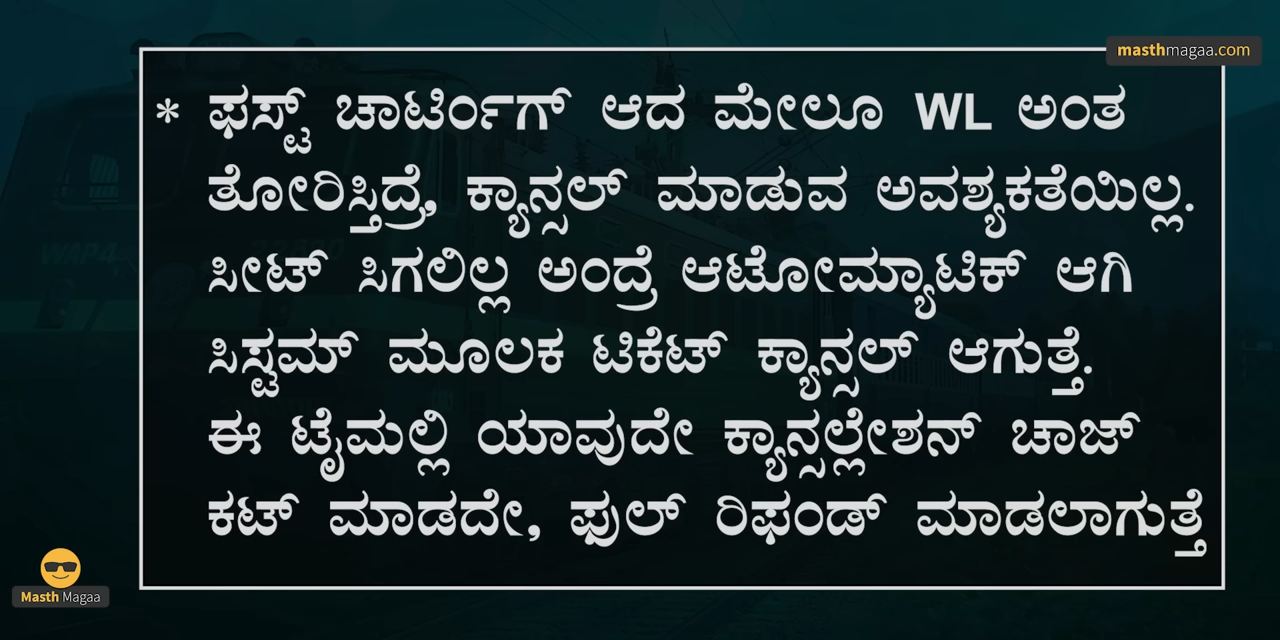 masthmagaa.com
* ಫಸ್ಟ್ ಚಾರ್ಟಿಂಗ್ ಆದ ಮೇಲೂ WL ಅಂತ
ತೋರಿಸ್ತಿದ್ರೆ, ಕ್ಯಾನ್ಸಲ್ ಮಾಡುವ ಅವಶ್ಯಕತೆಯಿಲ್ಲ.
ಸೀಟ್ ಸಿಗಲಿಲ್ಲ ಅಂದ್ರೆ ಆಟೋಮ್ಯಾಟಿಕ್ ಆಗಿ
ಸಿಸ್ಟಮ್ ಮೂಲಕ ಟಿಕೆಟ್ ಕ್ಯಾನ್ಸಲ್ ಆಗುತ್ತೆ.
ಈ ಟೈಮಲ್ಲಿ ಯಾವುದೇ ಕ್ಯಾನ್ಸಲ್ಲೇಶನ್ ಚಾಜ್
ಕಟ್ ಮಾಡದೇ, ಫುಲ್ ರಿಫಂಡ್ ಮಾಡಲಾಗುತ್ತೆ
Masth Magaa